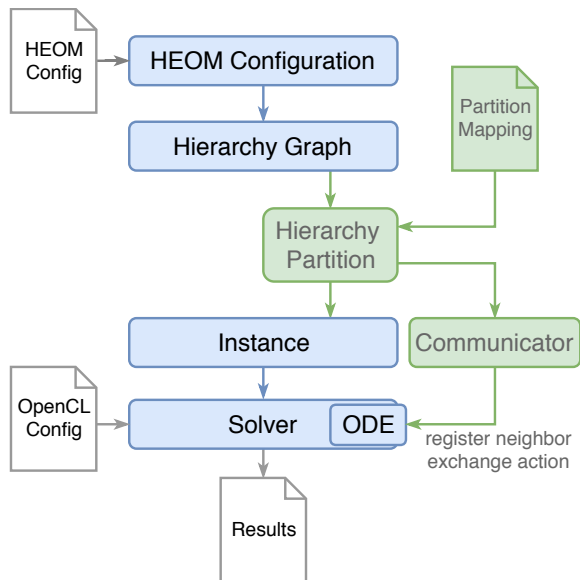 HEOM
Config
HEOM Configuration
Hierarchy Graph
Partition
Mapping
Hierarchy
Partition
Instance
Communicator
OpenCL
Config
Solver
ODE
register neighbor
exchange action
Results